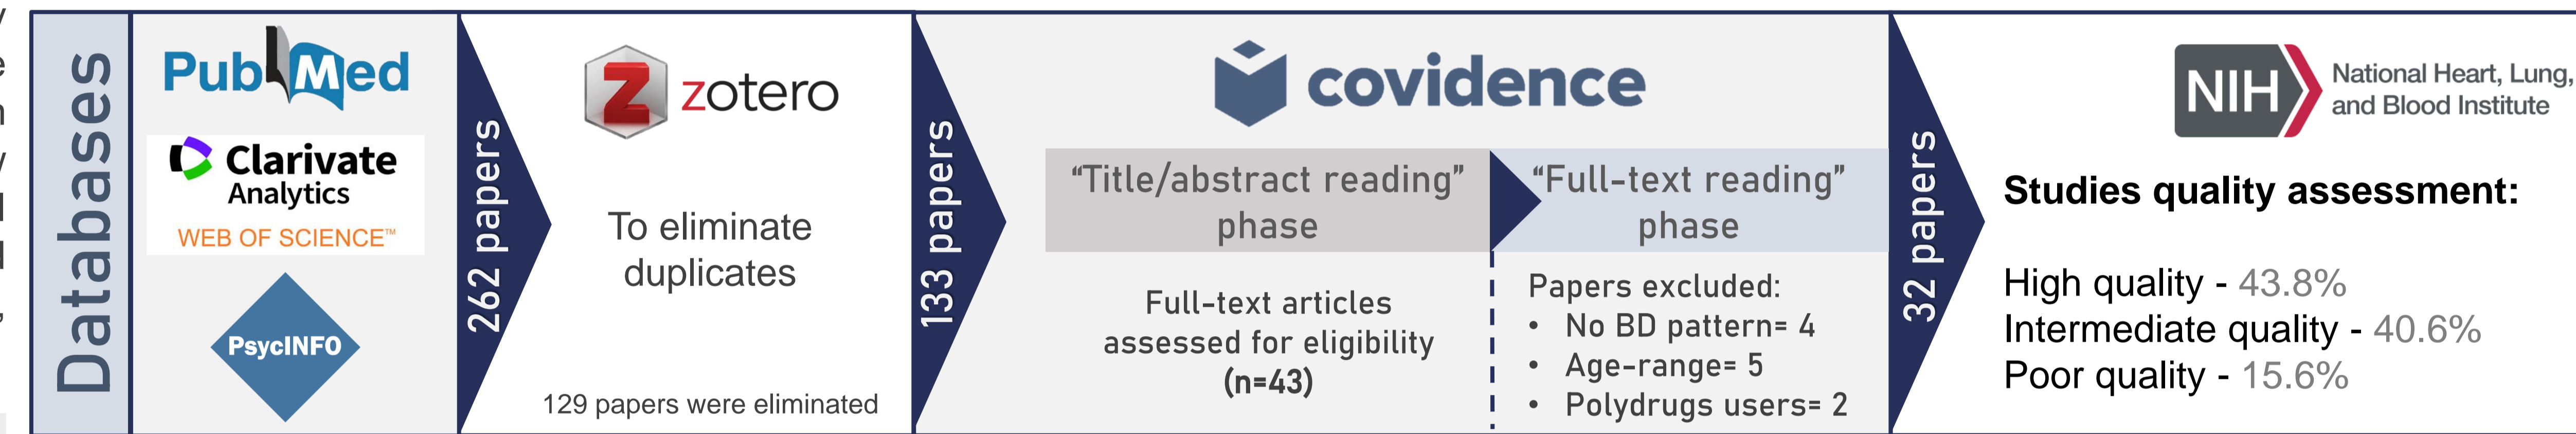 Databases
PubMed
Clarivate
Analytics
WEB OF SCIENCE™
PsycINFO
262 papers
Z zotero
To eliminate
duplicates
129 papers were eliminated
133 papers
covidence
“Title/abstract reading”
phase
Full-text articles
assessed for eligibility
(n=43)
“Full-text reading”
phase
Papers excluded:
• No BD pattern= 4
• Age-range= 5
• Polydrugs users= 2
32 papers
NIH
National Heart, Lung,
and Blood Institute
Studies quality assessment:
High quality - 43.8%
Intermediate quality - 40.6%
Poor quality - 15.6%